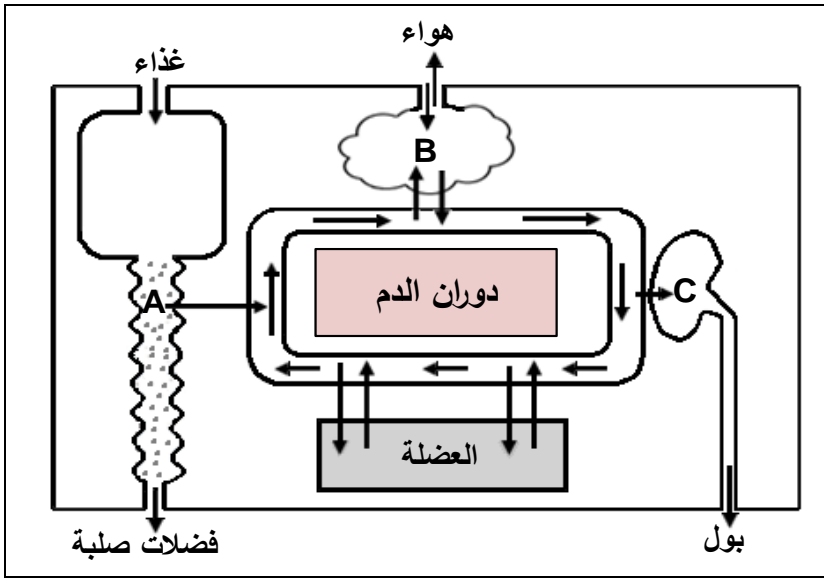 هواء
غذاء
B
A
دوران الدم
C
العضلة
فضلات صلبة
بول